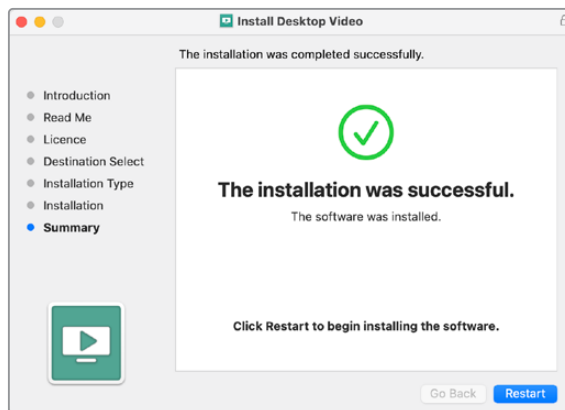 Install Desktop Video
The installation was completed successfully.
Introduction
Read Me
Licence
Destination Select
Installation Type
Installation
Summary
The installation was successful.
The software was installed.
Click Restart to begin installing the software.
Go Back
Restart